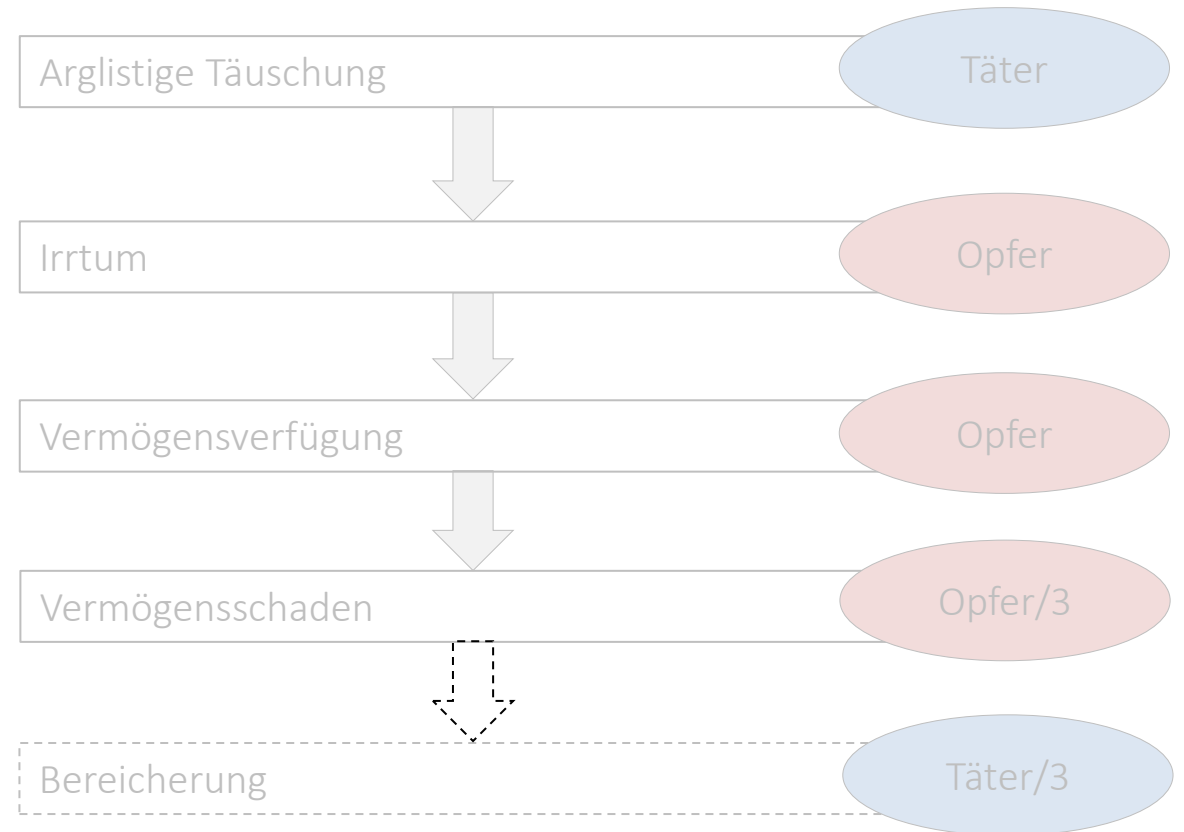 Arglistige Täuschung
Täter
Irrtum
Opfer
Vermögensverfügung
Opfer
Vermögensschaden
Opfer/3
Bereicherung
Täter/3